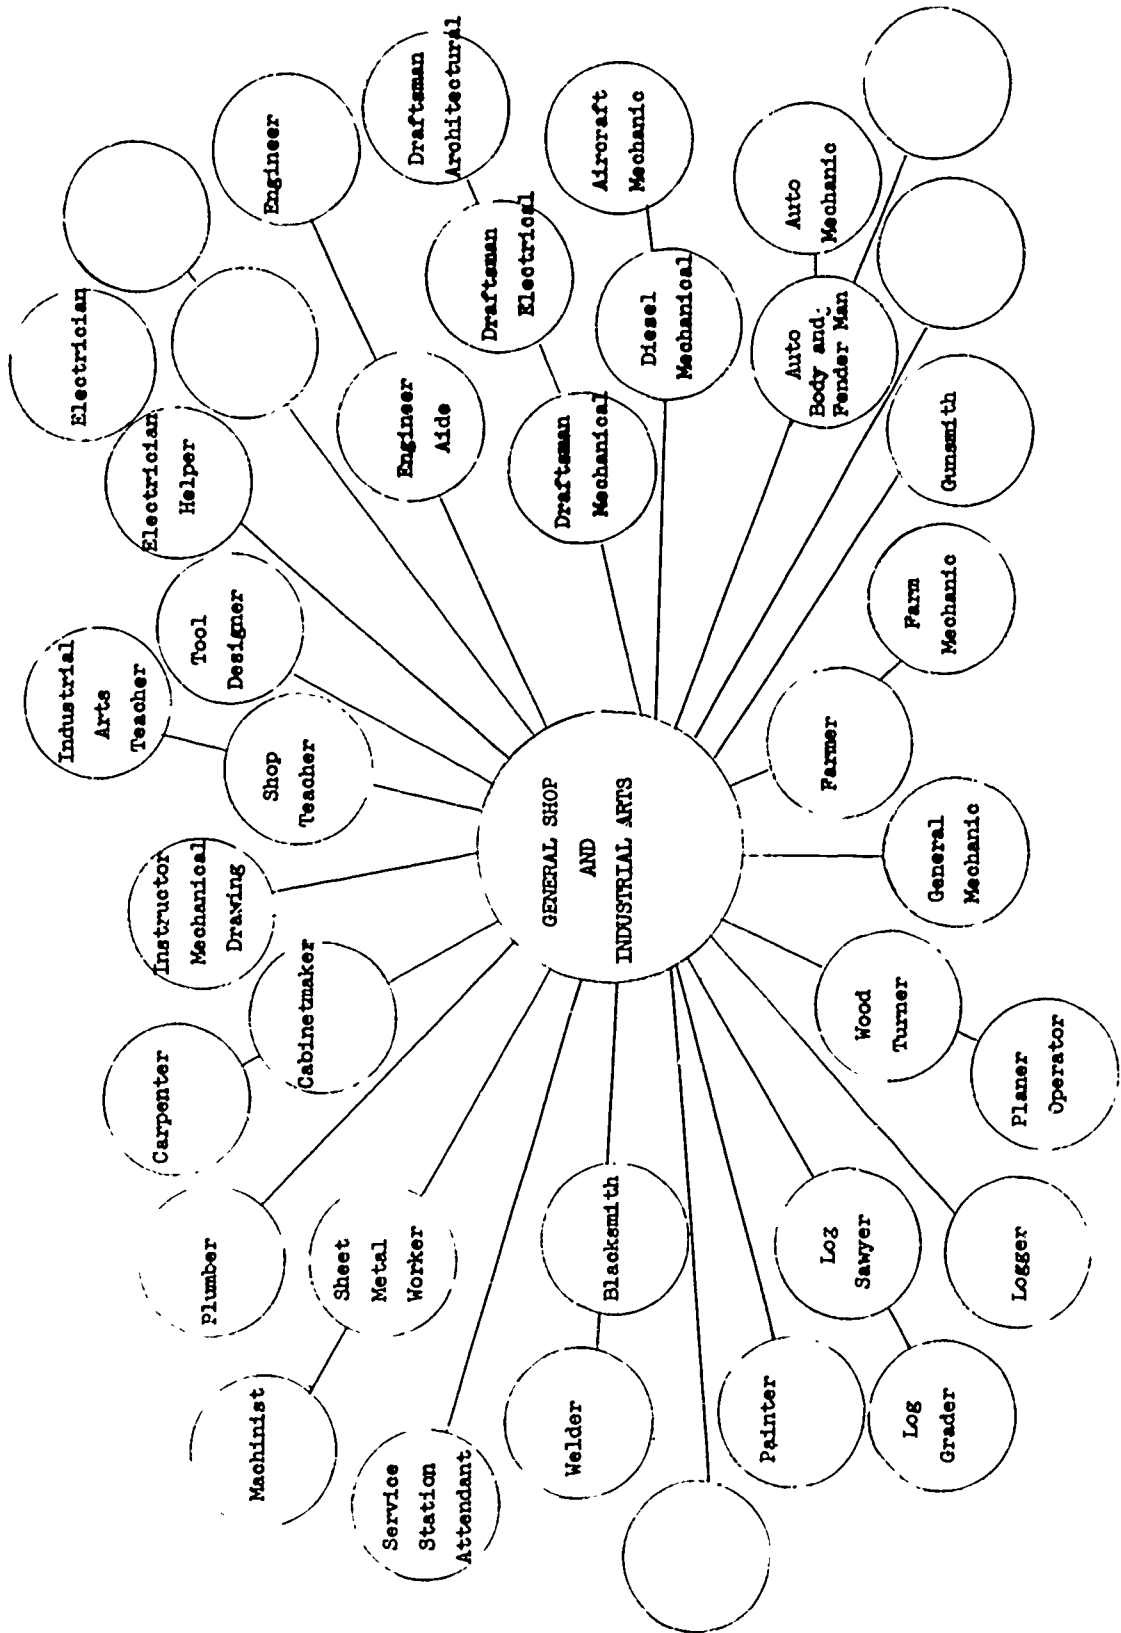 GENERAL SHOP
AND
INDUSTRIAL ARTS
Machinist
Plumber
Carpenter
Instructor
Mechanical
Drawing
Industrial
Arts
Teacher
Shop
Teacher
Tool
Designer
Electrician
Helper
Electrician
Engineer
Engineer
Aide
Draftsman
Architectural
Draftsman
Electrical
Draftsman
Mechanical
Aircraft
Mechanic
Diesel
Mechanical
Auto
Mechanic
Auto
Body and
Fender Man
Gunsmith
Farm
Mechanic
Farmer
General
Mechanic
Wood
Turner
Planer
Operator
Logger
Log
Sawyer
Log
Grader
Painter
Blacksmith
Welder
Service
Station
Attendant
Sheet
Metal
Worker
Cabinetmaker